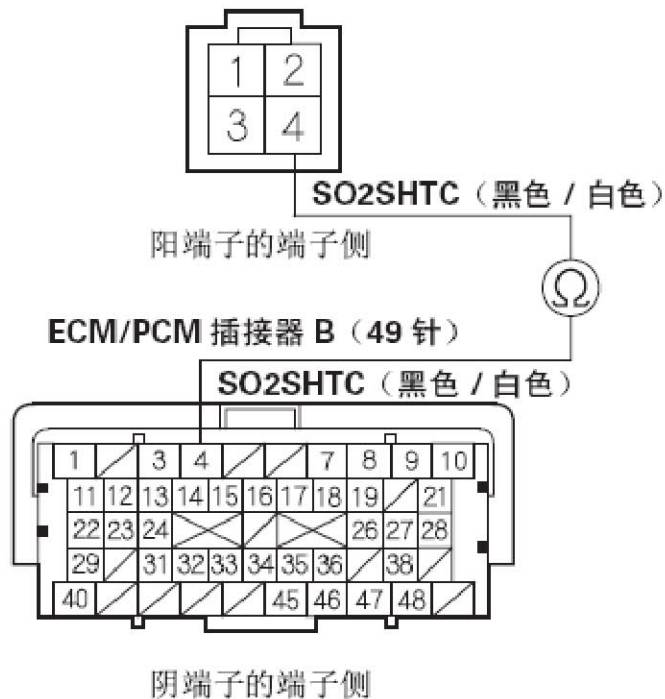 1 2
3 4
SO2SHTC（黑色 / 白色）
阳端子的端子侧
Ω
ECM/PCM 插接器 B（49 针）
SO2SHTC（黑色 / 白色）
1 3 4 7 8 9 10
11 12 13 14 15 16 17 18 19 21
22 23 24 26 27 28
29 31 32 33 34 35 36 38
40 45 46 47 48
阴端子的端子侧